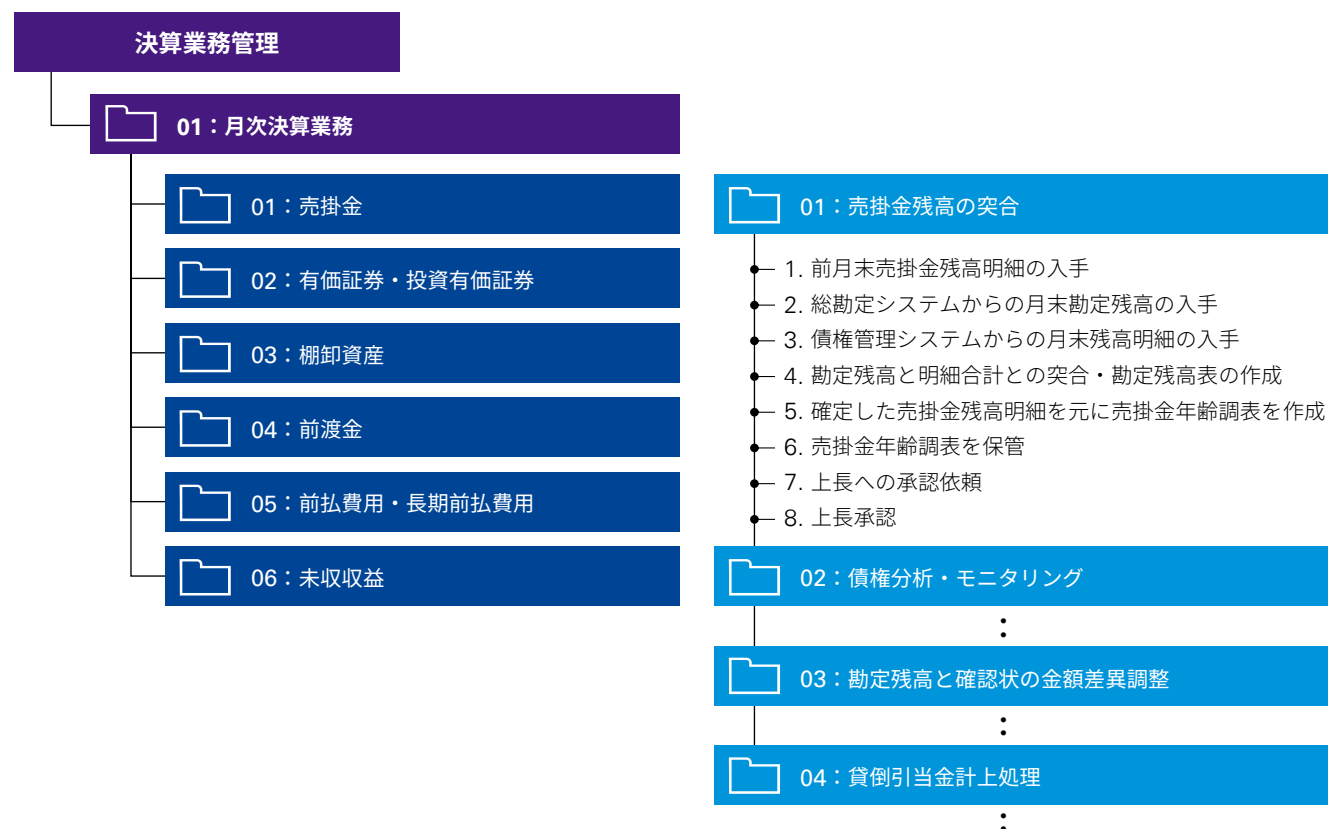 決算業務管理
01：月次決算業務
01：売掛金
02：有価証券・投資有価証券
03：棚卸資産
04：前渡金
05：前払費用・長期前払費用
06：未収収益
01：売掛金残高の突合
1. 前月末売掛金残高明細の入手
2. 総勘定システムからの月末勘定残高の入手
3. 債権管理システムからの月末残高明細の入手
4. 勘定残高と明細合計との突合・勘定残高表の作成
5. 確定した売掛金残高明細を元に売掛金年齢調表を作成
6. 売掛金年齢調表を保管
7. 上長への承認依頼
8. 上長承認
02：債権分析・モニタリング
：
03：勘定残高と確認状の金額差異調整
：
04：貸倒引当金計上処理
：